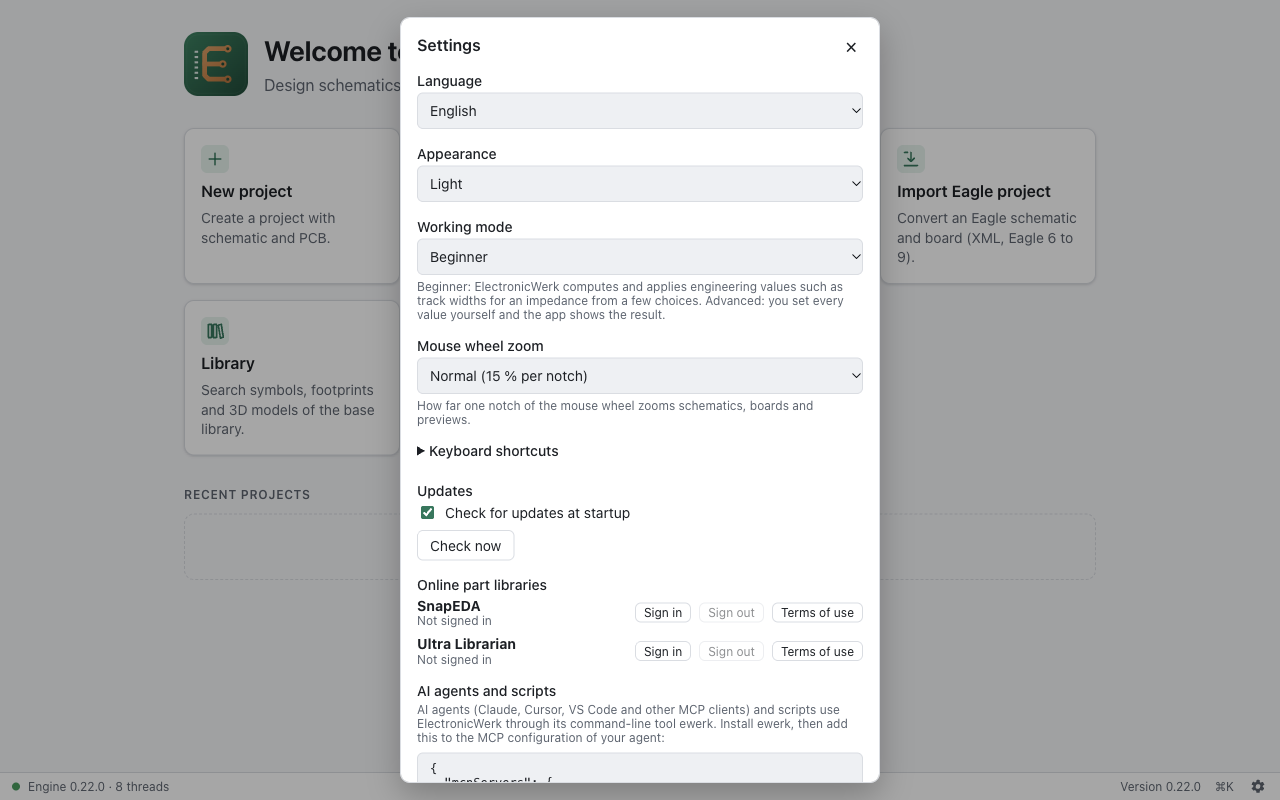 Welcome to
Design schematics
New project
Create a project with
schematic and PCB.
Library
Search symbols, footprints
and 3D models of the base
library.
RECENT PROJECTS
Settings
×
Language
English
Appearance
Light
Working mode
Beginner
Beginner: ElectronicWerk computes and applies engineering values such as
track widths for an impedance from a few choices. Advanced: you set every
value yourself and the app shows the result.
Mouse wheel zoom
Normal (15 % per notch)
How far one notch of the mouse wheel zooms schematics, boards and
previews.
Keyboard shortcuts
Updates
Check for updates at startup
Check now
Online part libraries
SnapEDA
Not signed in
Sign in
Sign out
Terms of use
Ultra Librarian
Not signed in
Sign in
Sign out
Terms of use
AI agents and scripts
AI agents (Claude, Cursor, VS Code and other MCP clients) and scripts use
ElectronicWerk through its command-line tool ewerk. Install ewerk, then add
this to the MCP configuration of your agent:
{
"mcpServers": {
Import Eagle project
Convert an Eagle schematic
and board (XML, Eagle 6 to
9).
Engine 0.22.0 · 8 threads
Version 0.22.0
⌘K